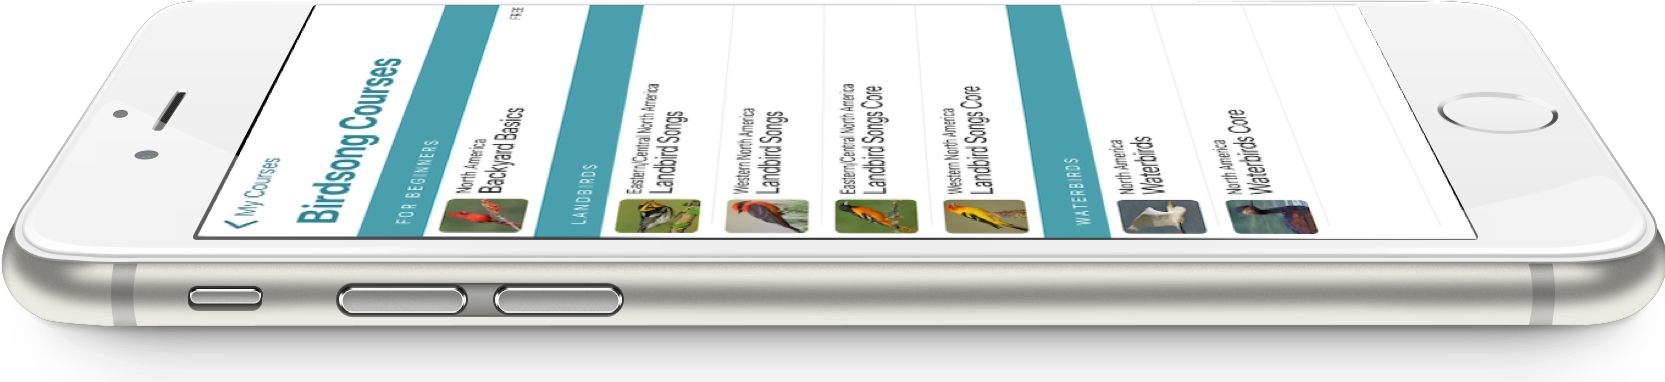 My Courses
Birdsong Courses
FOR BEGINNERS
North America
Backyard Basics
FREE
LANDBIRDS
Eastern/Central North America
Landbird Songs
Western North America
Landbird Songs
Eastern/Central North America
Landbird Songs Core
Western North America
Landbird Songs Core
WATERBIRDS
North America
Waterbirds
North America
Waterbirds Core